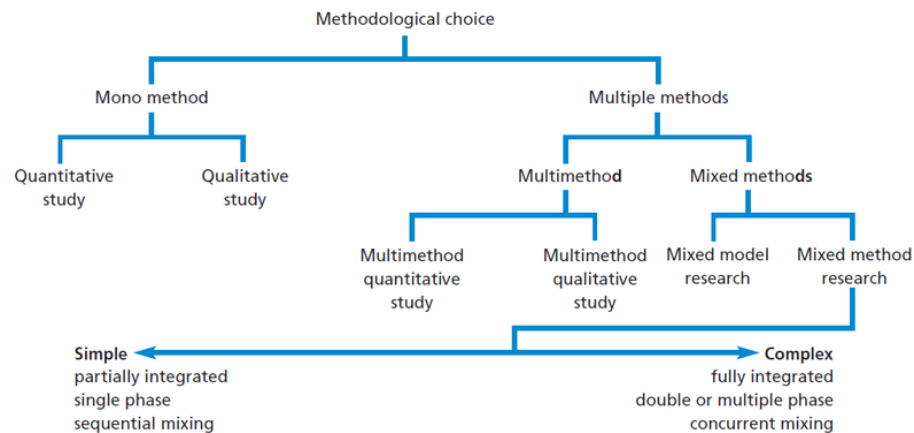 Methodological choice
Mono method
Multiple methods
Quantitative
study
Qualitative
study
Multimethod
Mixed methods
Multimethod
quantitative
study
Multimethod
qualitative
study
Mixed model
research
Mixed method
research
Simple
partially integrated
single phase
sequential mixing
Complex
fully integrated
double or multiple phase
concurrent mixing